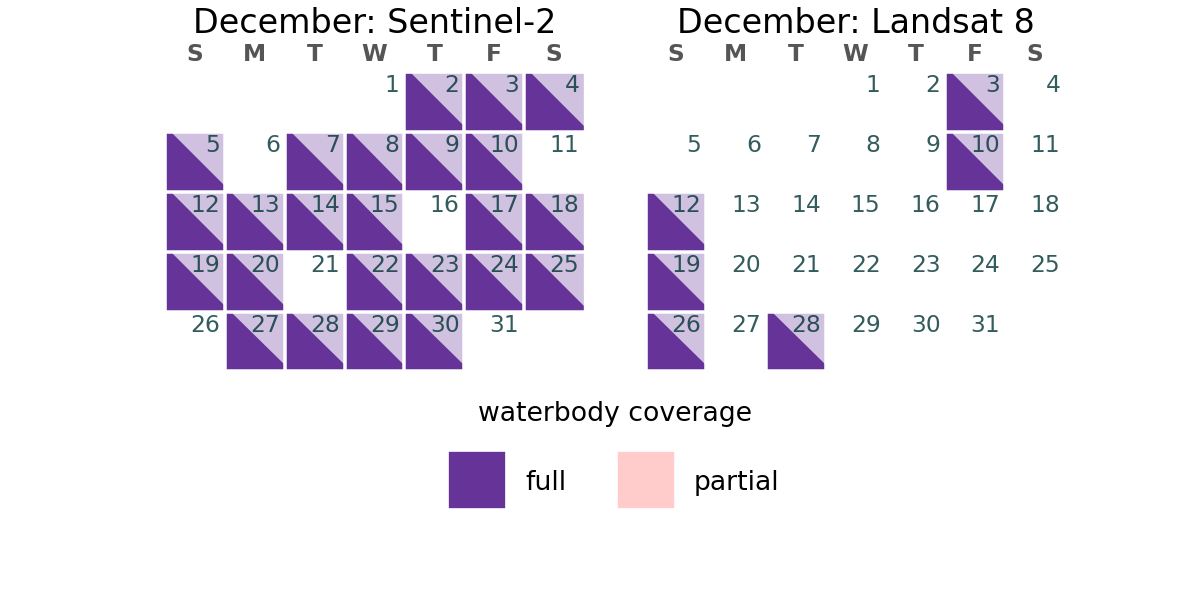 December: Sentinel-2
S M T W T F S
1 2 3 4
5 6 7 8 9 10 11
12 13 14 15 16 17 18
19 20 21 22 23 24 25
26 27 28 29 30 31
December: Landsat 8
S M T W T F S
1 2 3 4
5 6 7 8 9 10 11
12 13 14 15 16 17 18
19 20 21 22 23 24 25
26 27 28 29 30 31
waterbody coverage
full partial